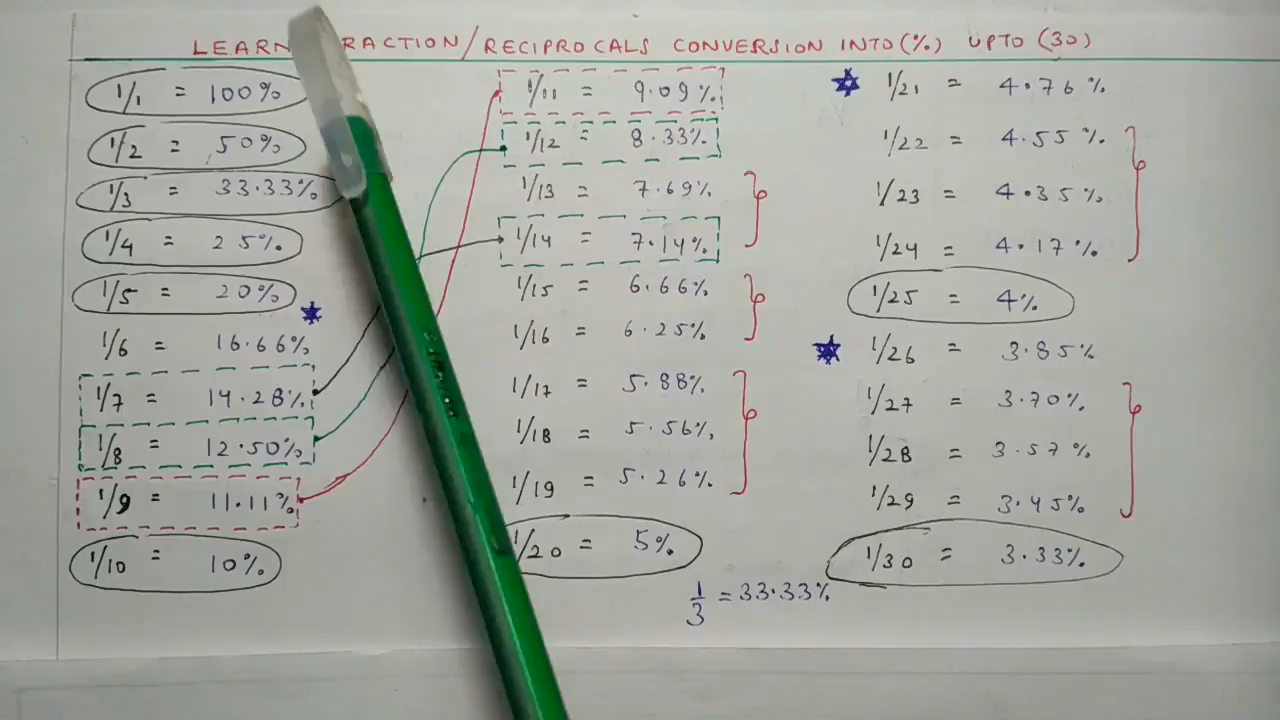 LEARN RACTION/RECIPROCALS CONVERSION INTO(%) UPTO (30)
1/1 = 100%
1/2 = 50%
1/3 = 33.33%
1/4 = 25%
1/5 = 20%
1/6 = 16.66%
1/7 = 14.28%
1/8 = 12.50%
1/9 = 11.11%
1/10 = 10%
1/11 = 9.09%
1/12 = 8.33%
1/13 = 7.69%
1/14 = 7.14%
1/15 = 6.66%
1/16 = 6.25%
1/17 = 5.88%
1/18 = 5.56%
1/19 = 5.26%
1/20 = 5%
1/3 = 33.33%
1/21 = 4.76%
1/22 = 4.55%
1/23 = 4.35%
1/24 = 4.17%
1/25 = 4%
1/26 = 3.85%
1/27 = 3.70%
1/28 = 3.57%
1/29 = 3.45%
1/30 = 3.33%